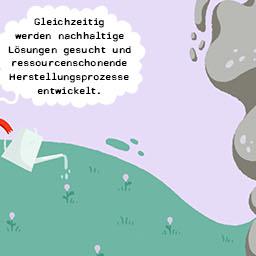 Gleichzeitig
werden nachhaltige
Lösungen gesucht und
ressourcenschonende
Herstellungsprozesse
entwickelt.